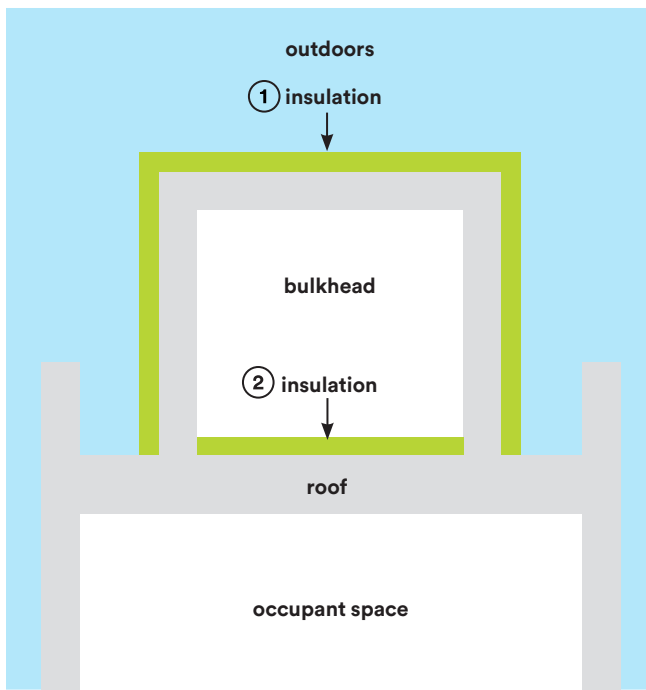 outdoors
1 insulation
bulkhead
2 insulation
roof
occupant space